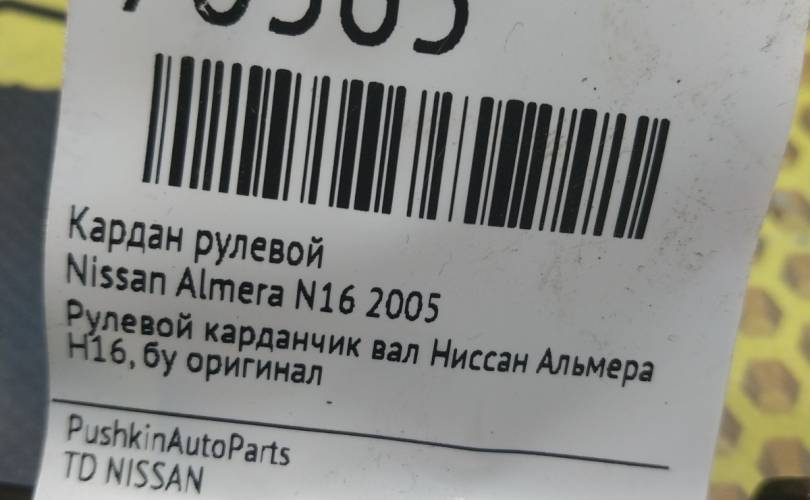 Кардан рулевой
Nissan Almera N16 2005
Рулевой карданчик вал Ниссан Альмера
Н16, бу оригинал
PushkinAutoParts
TD NISSAN